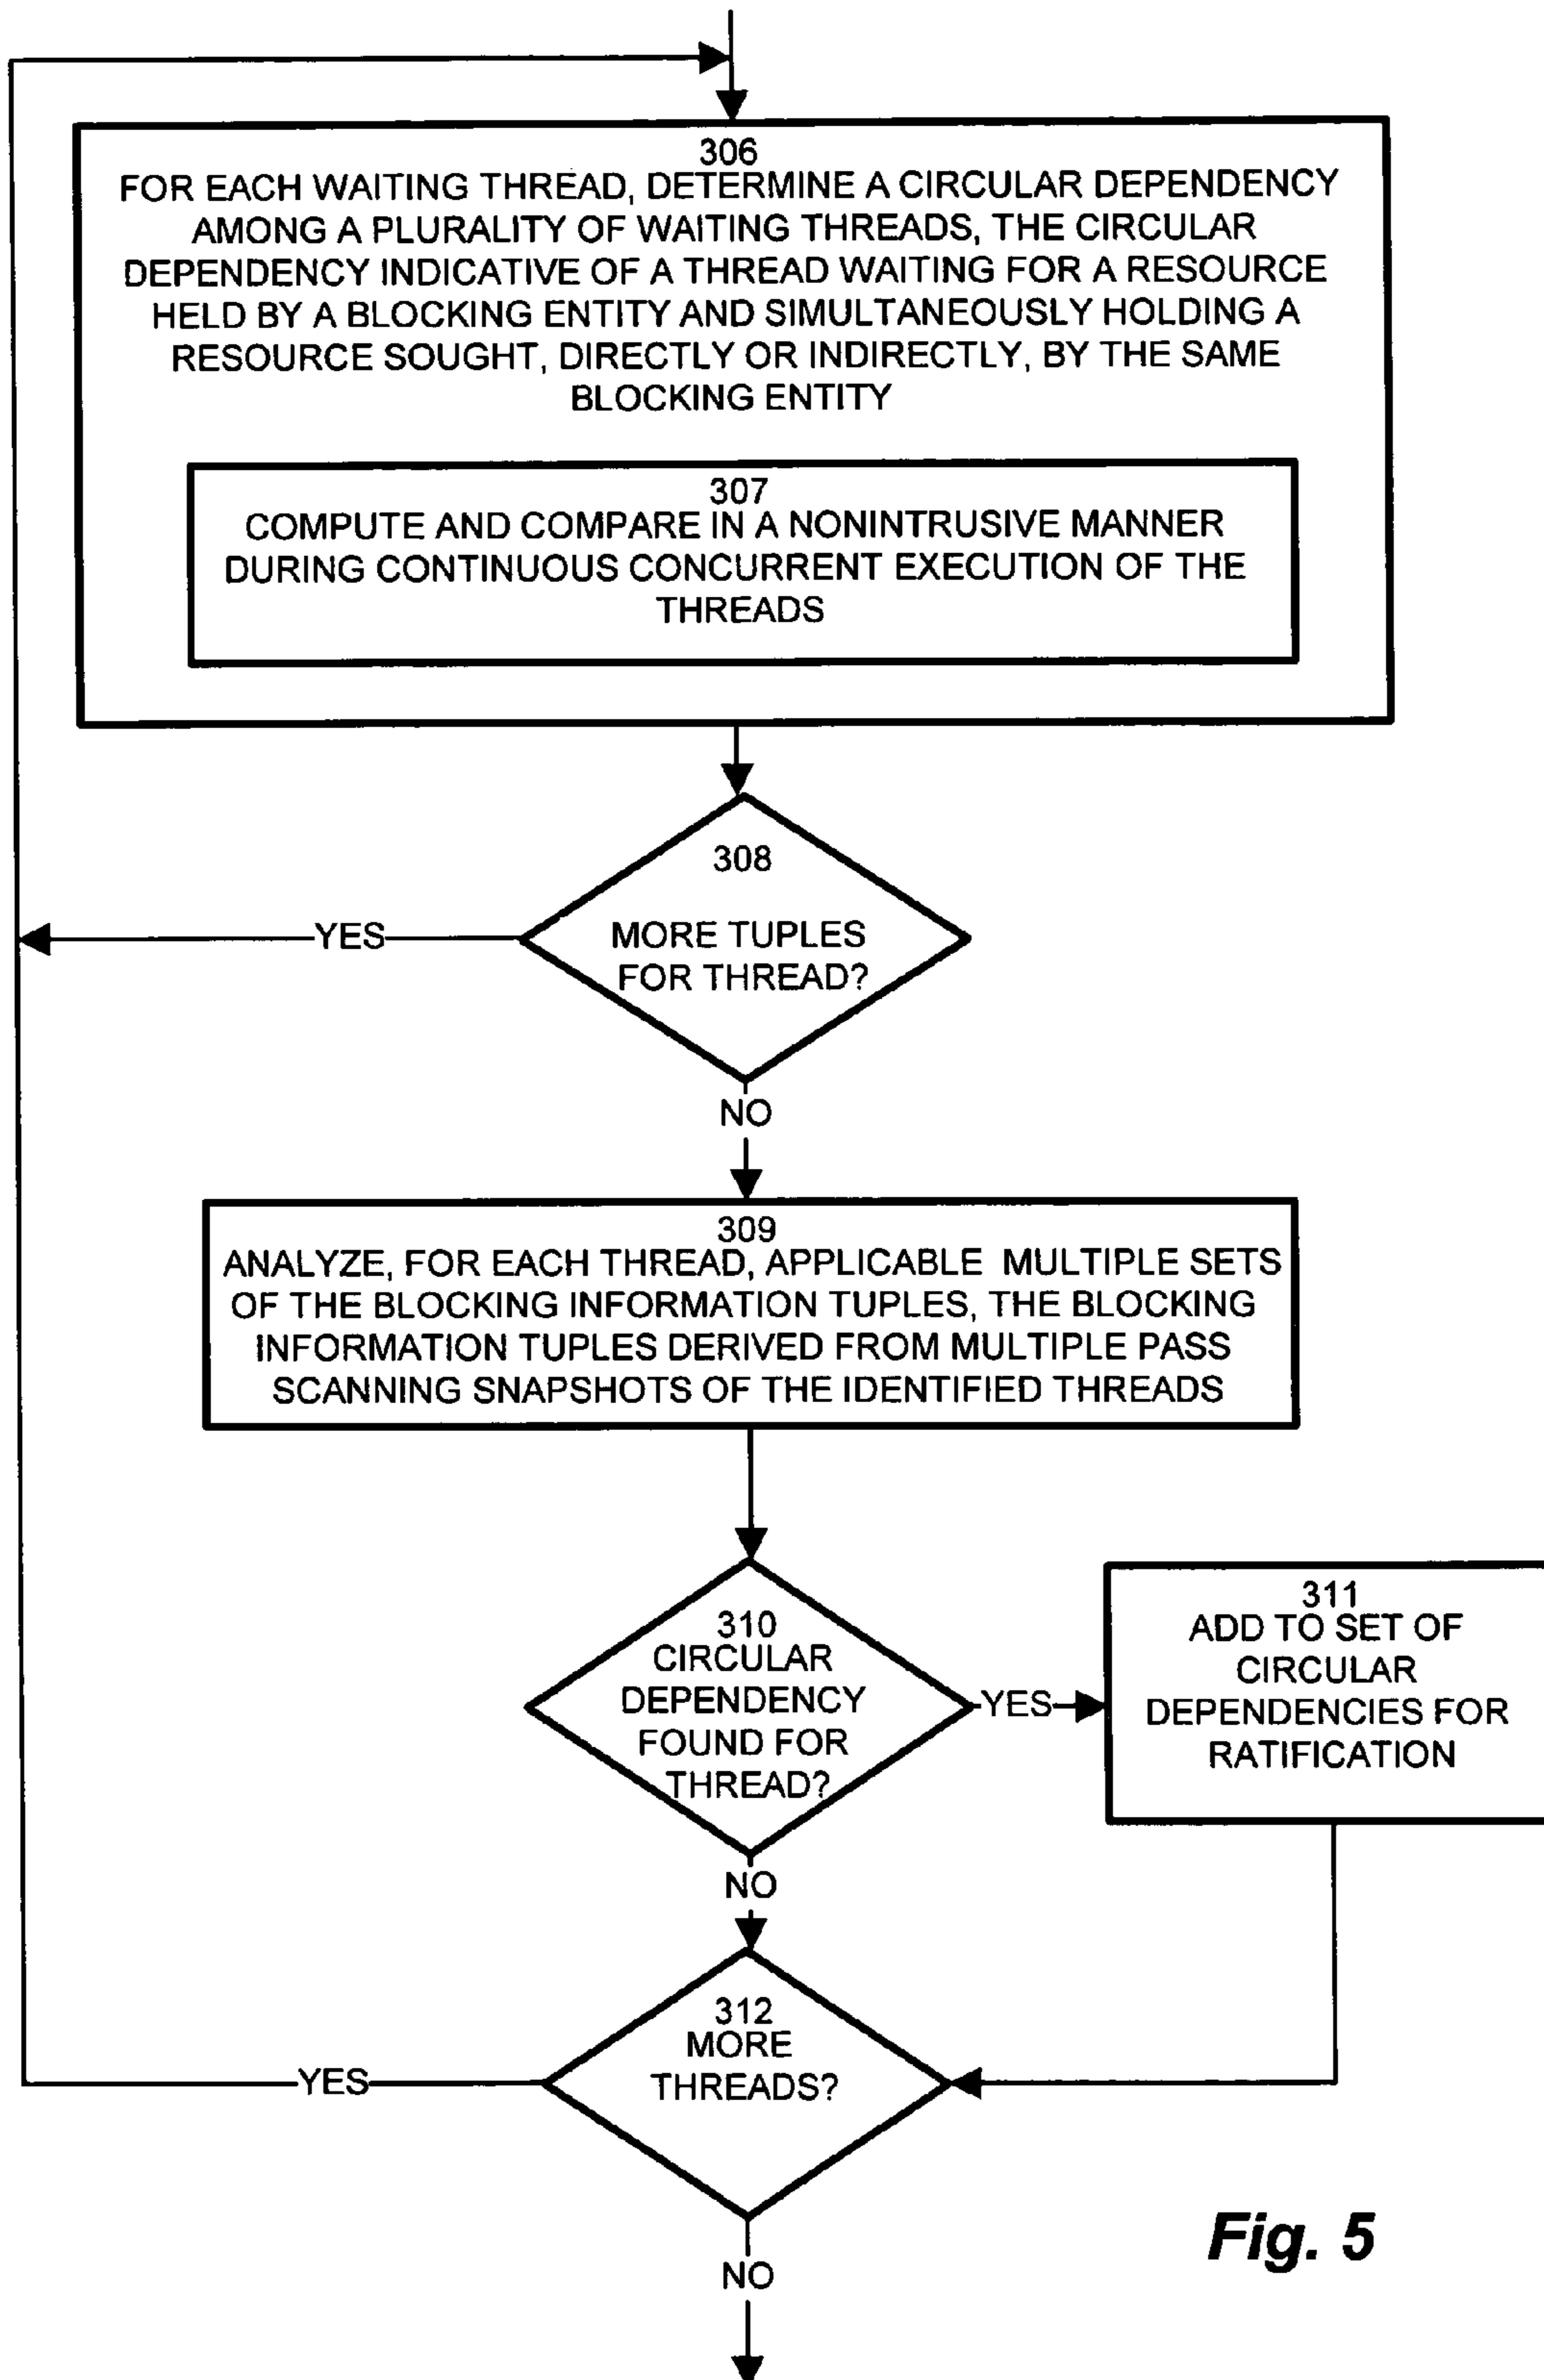 306
FOR EACH WAITING THREAD, DETERMINE A CIRCULAR DEPENDENCY
AMONG A PLURALITY OF WAITING THREADS, THE CIRCULAR
DEPENDENCY INDICATIVE OF A THREAD WAITING FOR A RESOURCE
HELD BY A BLOCKING ENTITY AND SIMULTANEOUSLY HOLDING A
RESOURCE SOUGHT, DIRECTLY OR INDIRECTLY, BY THE SAME
BLOCKING ENTITY
307
COMPUTE AND COMPARE IN A NONINTRUSIVE MANNER
DURING CONTINUOUS CONCURRENT EXECUTION OF THE
THREADS
308
MORE TUPLES
FOR THREAD?
YES
NO
309
ANALYZE, FOR EACH THREAD, APPLICABLE MULTIPLE SETS
OF THE BLOCKING INFORMATION TUPLES, THE BLOCKING
INFORMATION TUPLES DERIVED FROM MULTIPLE PASS
SCANNING SNAPSHOTS OF THE IDENTIFIED THREADS
310
CIRCULAR
DEPENDENCY
FOUND FOR
THREAD?
YES
311
ADD TO SET OF
CIRCULAR
DEPENDENCIES FOR
RATIFICATION
NO
312
MORE
THREADS?
YES
NO
Fig. 5